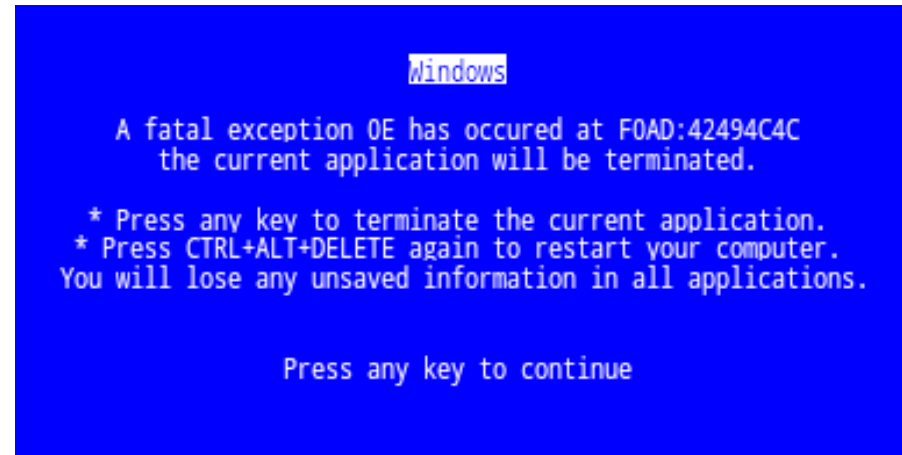 Windows
A fatal exception 0E has occured at F0AD:42494C4C
the current application will be terminated.
* Press any key to terminate the current application.
* Press CTRL+ALT+DELETE again to restart your computer.
You will lose any unsaved information in all applications.
Press any key to continue